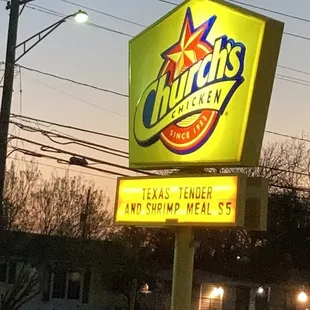 Church's
CHICKEN
SINCE 1952
TEXAS TENDER
AND SHRIMP MEAL $5